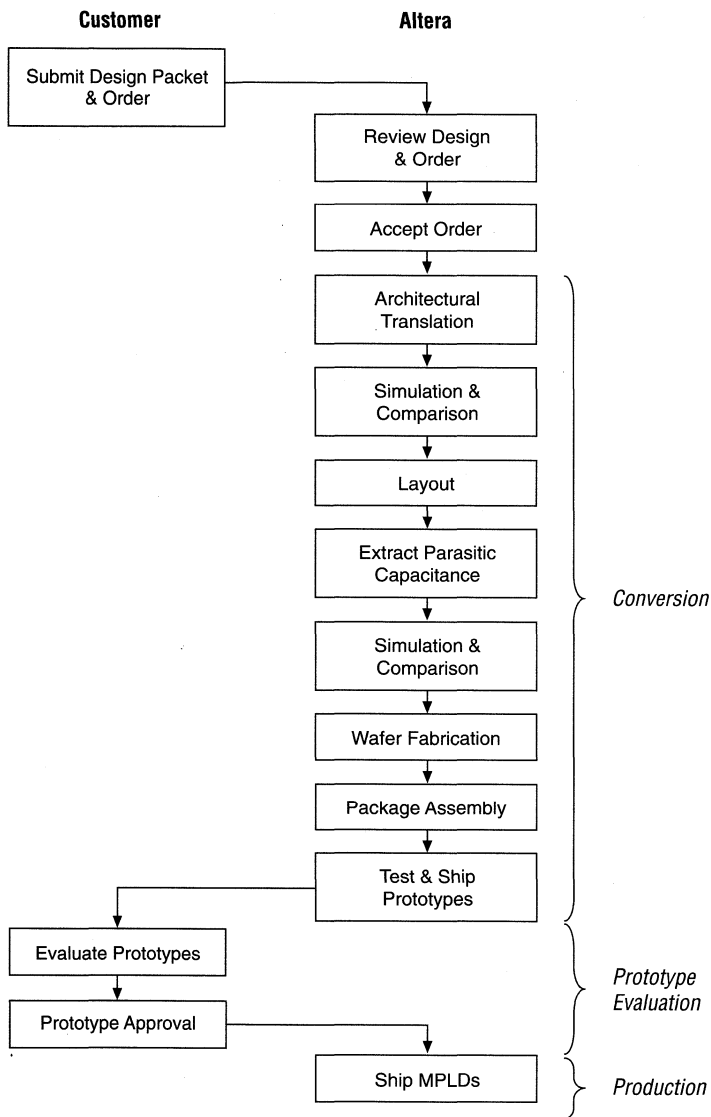 Customer
Altera
Submit Design Packet
& Order
Review Design
& Order
Accept Order
Architectural
Translation
Simulation &
Comparison
Layout
Extract Parasitic
Capacitance
Conversion
Simulation &
Comparison
Wafer Fabrication
Package Assembly
Test & Ship
Prototypes
Evaluate Prototypes
Prototype
Evaluation
Prototype Approval
Ship MPLDs
Production